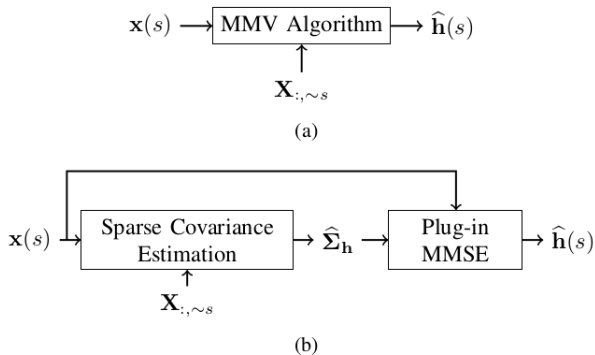 x(s) MMV Algorithm ĥ(s)
X:,∼s
(a)
x(s) Sparse Covariance Estimation Σ̂h Plug-in MMSE ĥ(s)
X:,∼s
(b)